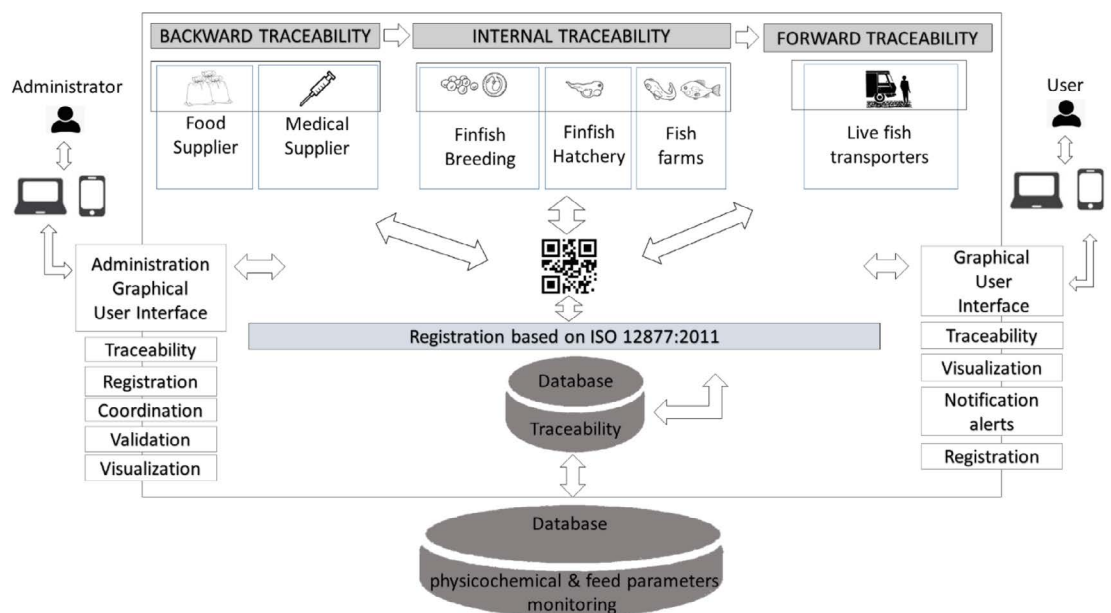 BACKWARD TRACEABILITY
INTERNAL TRACEABILITY
FORWARD TRACEABILITY
Administrator
User
Food
Supplier
Medical
Supplier
Finfish
Breeding
Finfish
Hatchery
Fish
farms
Live fish
transporters
Administration
Graphical
User Interface
Traceability
Registration
Coordination
Validation
Visualization
Graphical
User
Interface
Traceability
Visualization
Notification
alerts
Registration
Registration based on ISO 12877:2011
Database
Traceability
Database
physicochemical & feed parameters
monitoring